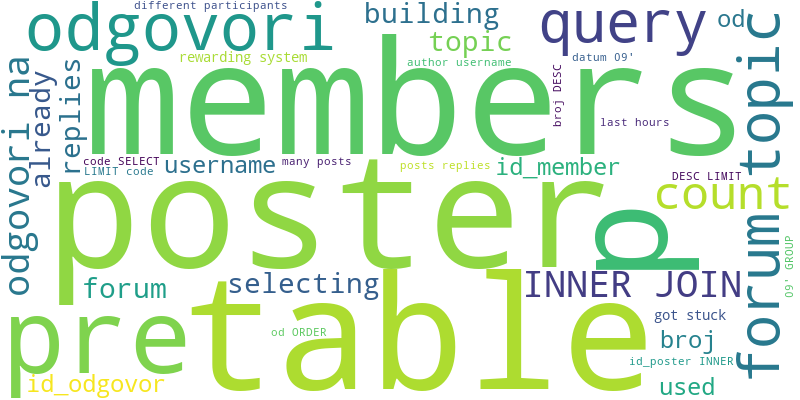 different participants
odgovori
building
query
od
topic
rewarding system
author username
datum 09'
members
forum topic
odgovori na
already
replies
broj DESC
last hours
code SELECT
LIMIT code
username
many posts
posts replies
id_member
DESC LIMIT
poster
p
count
forum
selecting
INNER JOIN
09' GROUP
pre
table
od ORDER
got stuck
broj
id_poster INNER
id_odgovor
used